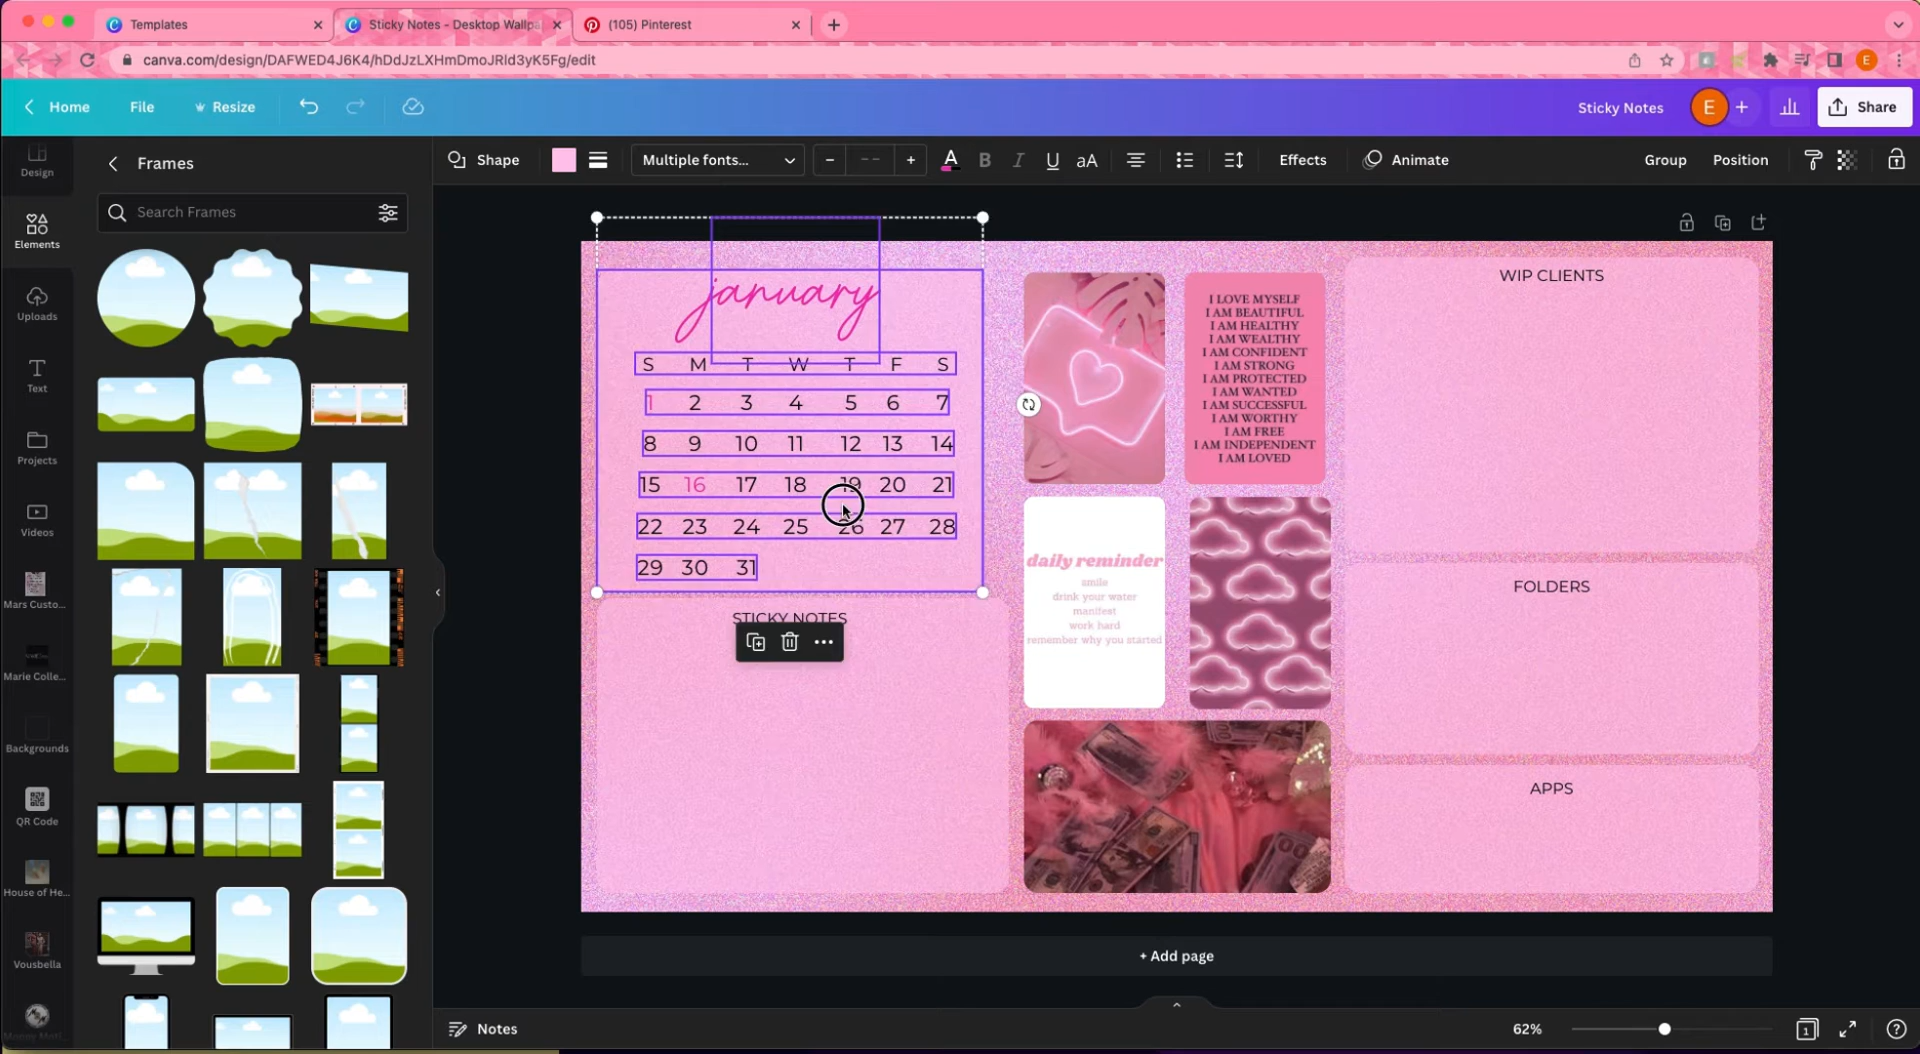 Templates
Sticky Notes - Desktop Wallpa
(105) Pinterest
canva.com/design/DAFWED4J6K4/hDdJzLXHmDmoJRld3yK5Fg/edit
E
Home
File
Resize
Sticky Notes
E
Share
Shape
Multiple fonts...
Effects
Animate
Group
Position
Design
Elements
Uploads
Text
Projects
Videos
Mars Custo...
Marie Colle...
Backgrounds
QR Code
House of He...
Vousbella
Frames
Search Frames
january
S M T W T F S
1 2 3 4 5 6 7
8 9 10 11 12 13 14
15 16 17 18 19 20 21
22 23 24 25 26 27 28
29 30 31
STICKY NOTES
I LOVE MYSELF
I AM BEAUTIFUL
I AM HEALTHY
I AM WEALTHY
I AM CONFIDENT
I AM STRONG
I AM PROTECTED
I AM WANTED
I AM SUCCESSFUL
I AM WORTHY
I AM FREE
I AM INDEPENDENT
I AM LOVED
daily reminder
smile
drink your water
manifest
work hard
remember why you started
WIP CLIENTS
FOLDERS
APPS
+ Add page
Notes
62%
1